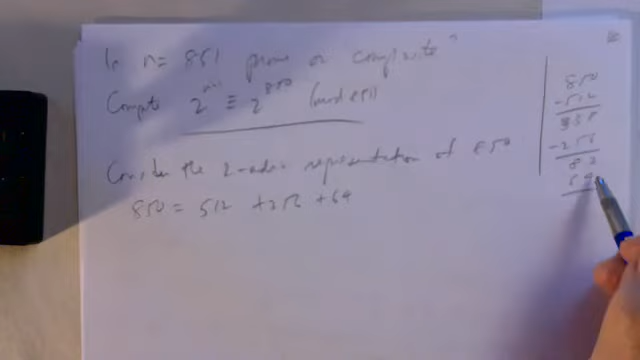 Is n = 851 prime or composite"
Compute 2^n-1 ≡ 2^850 (mod 851)
Consider the 2-adic representation of 850
850 = 512 + 256 + 64
850
-512
338
-256
82
64